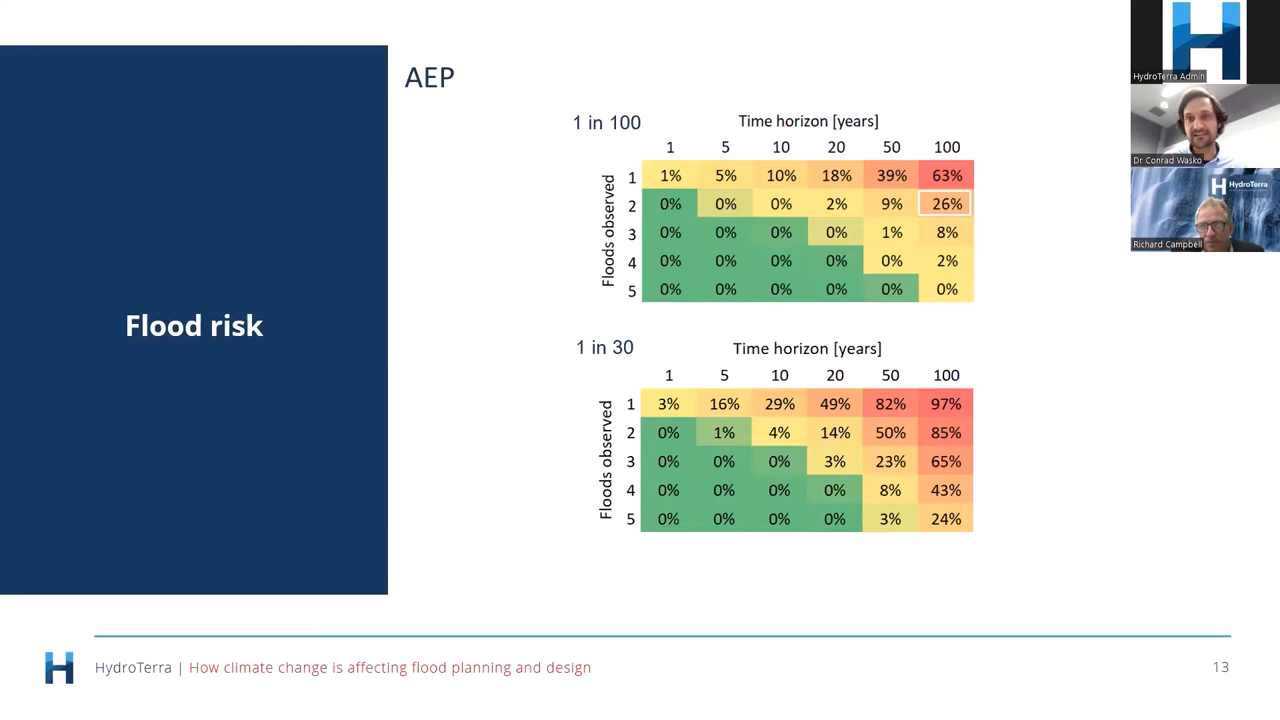 AEP
1 in 100
Time horizon [years]
1 5 10 20 50 100
Floods observed
1 1% 5% 10% 18% 39% 63%
2 0% 0% 0% 2% 9% 26%
3 0% 0% 0% 0% 1% 8%
4 0% 0% 0% 0% 0% 2%
5 0% 0% 0% 0% 0% 0%
1 in 30
Time horizon [years]
1 5 10 20 50 100
Floods observed
1 3% 16% 29% 49% 82% 97%
2 0% 1% 4% 14% 50% 85%
3 0% 0% 0% 3% 23% 65%
4 0% 0% 0% 0% 8% 43%
5 0% 0% 0% 0% 3% 24%
Flood risk
HydroTerra Admin
Dr Conrad Wasko
HydroTerra
Richard Campbell
HydroTerra | How climate change is affecting flood planning and design
13